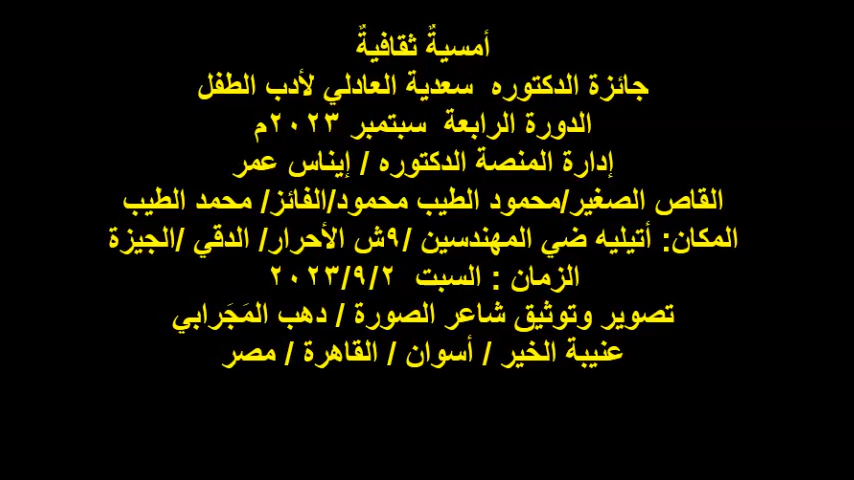 أمسيةٌ ثقافيةٌ
جائزة الدكتوره سعدية العادلي لأدب الطفل
الدورة الرابعة سبتمبر ٢٠٢٣م
إدارة المنصة الدكتوره / إيناس عمر
القاص الصغير/محمود الطيب محمود/الفائز/ محمد الطيب
المكان: أتيليه ضي المهندسين /٩ش الأحرار/ الدقي /الجيزة
الزمان : السبت ٢٠٢٣/٩/٢
تصوير وتوثيق شاعر الصورة / دهب المَجَرابي
عنيبة الخير / أسوان / القاهرة / مصر